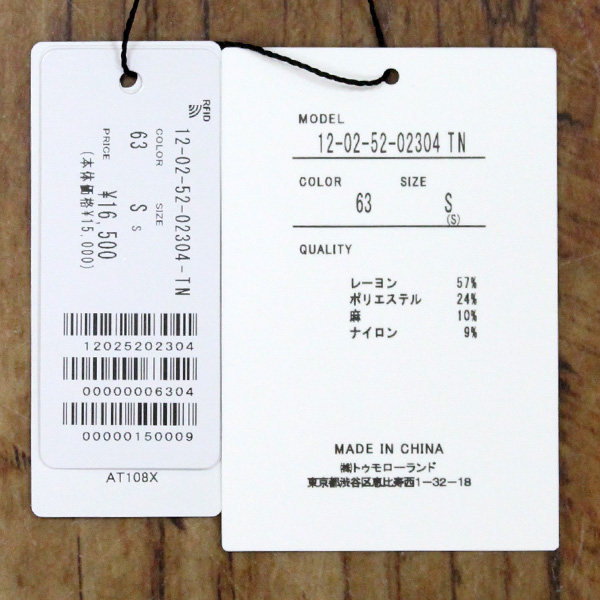 RFID
12-02-52-02304-TN
COLOR SIZE
63 S S
PRICE ¥16,500
(本体価格¥15,000)
12025202304
00000006304
00000150009
AT108X
MODEL
12-02-52-02304 TN
COLOR SIZE
63 S
(S)
QUALITY
レーヨン 57%
ポリエステル 24%
麻 10%
ナイロン 9%
MADE IN CHINA
㈱トゥモローランド
東京都渋谷区恵比寿西1-32-18